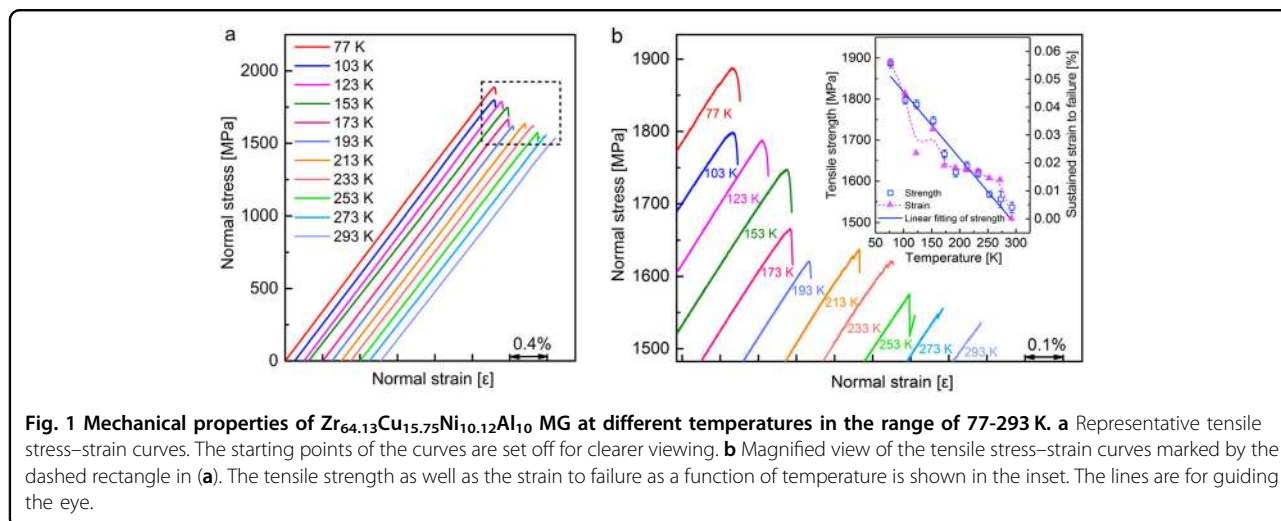 a
77 K
103 K
123 K
153 K
173 K
193 K
213 K
233 K
253 K
273 K
293 K
2000
1500
1000
500
0
Normal stress [MPa]
Normal strain [ε]
0.4%
b
1900
1800
1700
1600
1500
Normal stress [MPa]
Normal strain [ε]
0.1%
77 K
103 K
123 K
153 K
173 K
193 K
213 K
233 K
253 K
273 K
293 K
1900
1800
1700
1600
1500
Tensile strength [MPa]
0.06
0.05
0.04
0.03
0.02
0.01
0.00
Sustained strain to failure [%]
Strength
Strain
Linear fitting of strength
50 100 150 200 250 300
Temperature [K]
Fig. 1 Mechanical properties of Zr64.13Cu15.75Ni10.12Al10 MG at different temperatures in the range of 77-293 K. a Representative tensile
stress–strain curves. The starting points of the curves are set off for clearer viewing. b Magnified view of the tensile stress–strain curves marked by the
dashed rectangle in (a). The tensile strength as well as the strain to failure as a function of temperature is shown in the inset. The lines are for guiding
the eye.